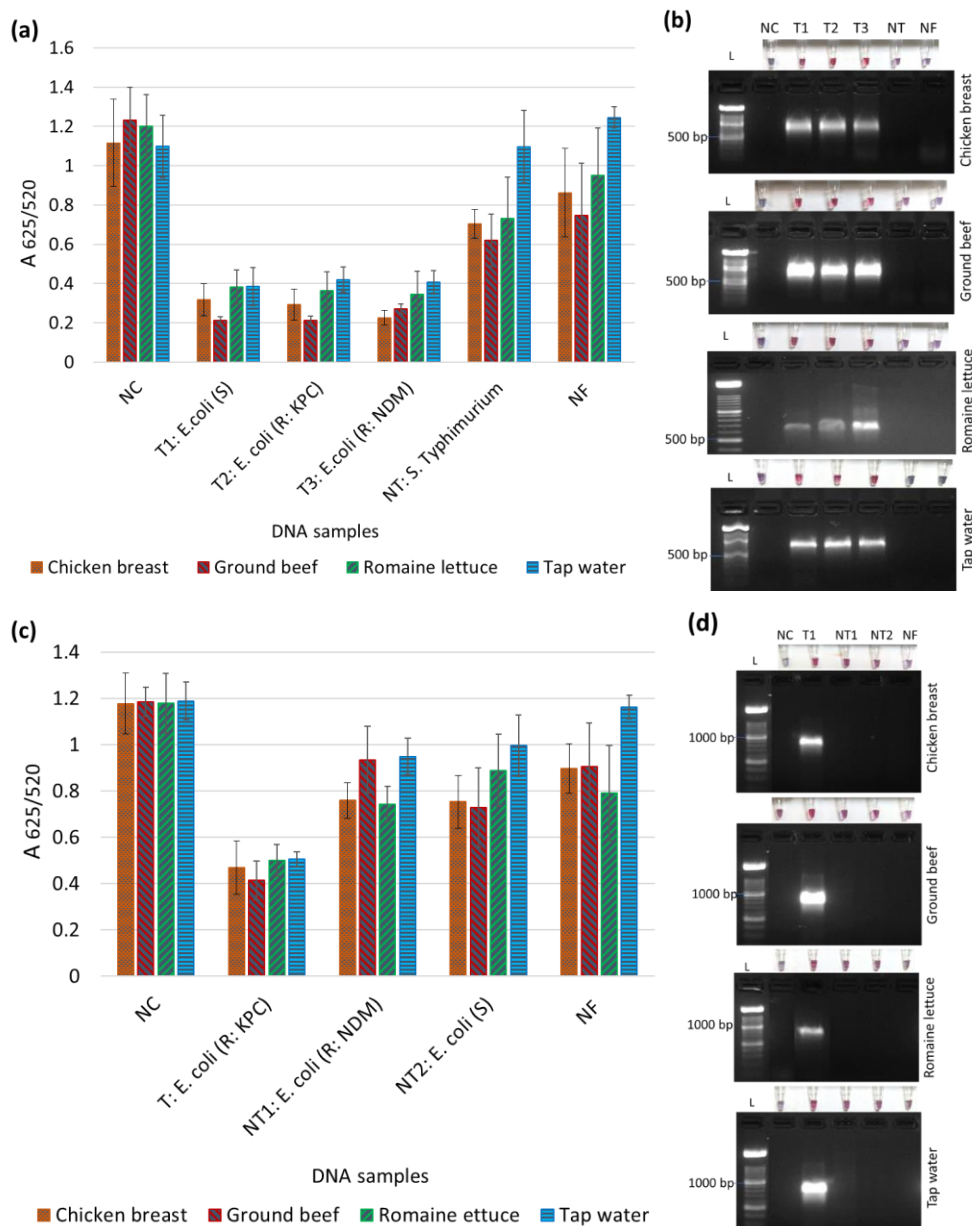 (a)
1.6
1.4
1.2
1
0.8
0.6
0.4
0.2
0
A 625/520
NC
T1: E.coli (S)
T2: E. coli (R: KPC)
T3: E.coli (R: NDM)
NT: S. Typhimurium
NF
DNA samples
Chicken breast Ground beef Romaine lettuce Tap water
(b)
NC T1 T2 T3 NT NF
L
500 bp
Chicken breast
L
500 bp
Ground beef
L
500 bp
Romaine lettuce
L
500 bp
Tap water
(c)
1.4
1.2
1
0.8
0.6
0.4
0.2
0
A 625/520
NC
T: E. coli (R: KPC)
NT1: E. coli (R: NDM)
NT2: E. coli (S)
NF
DNA samples
Chicken breast Ground beef Romaine ettuce Tap water
(d)
NC T1 NT1 NT2 NF
L
1000 bp
Chicken breast
L
1000 bp
Ground beef
L
1000 bp
Romaine lettuce
L
1000 bp
Tap water